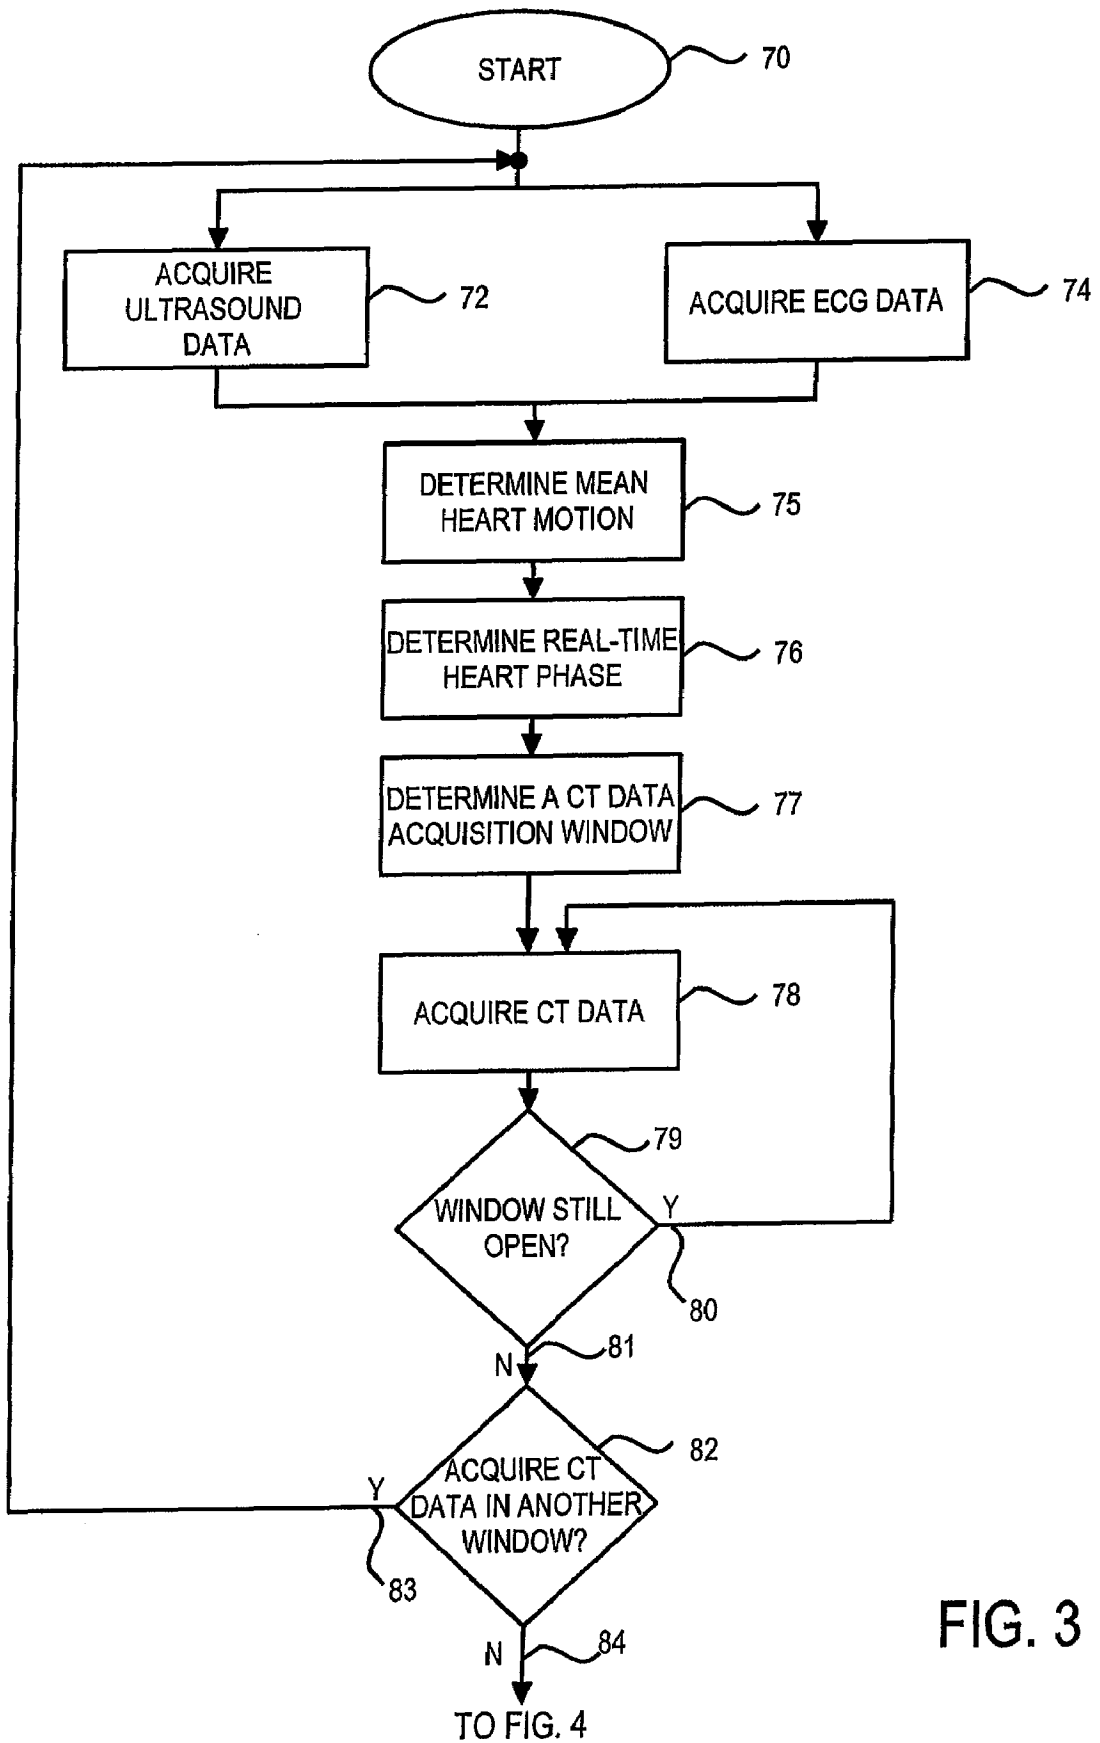 START
70
ACQUIRE
ULTRASOUND
DATA
72
ACQUIRE ECG DATA
74
DETERMINE MEAN
HEART MOTION
75
DETERMINE REAL-TIME
HEART PHASE
76
DETERMINE A CT DATA
ACQUISITION WINDOW
77
ACQUIRE CT DATA
78
79
WINDOW STILL
OPEN?
Y
80
N
81
82
ACQUIRE CT
DATA IN ANOTHER
WINDOW?
Y
83
N
84
TO FIG. 4
FIG. 3